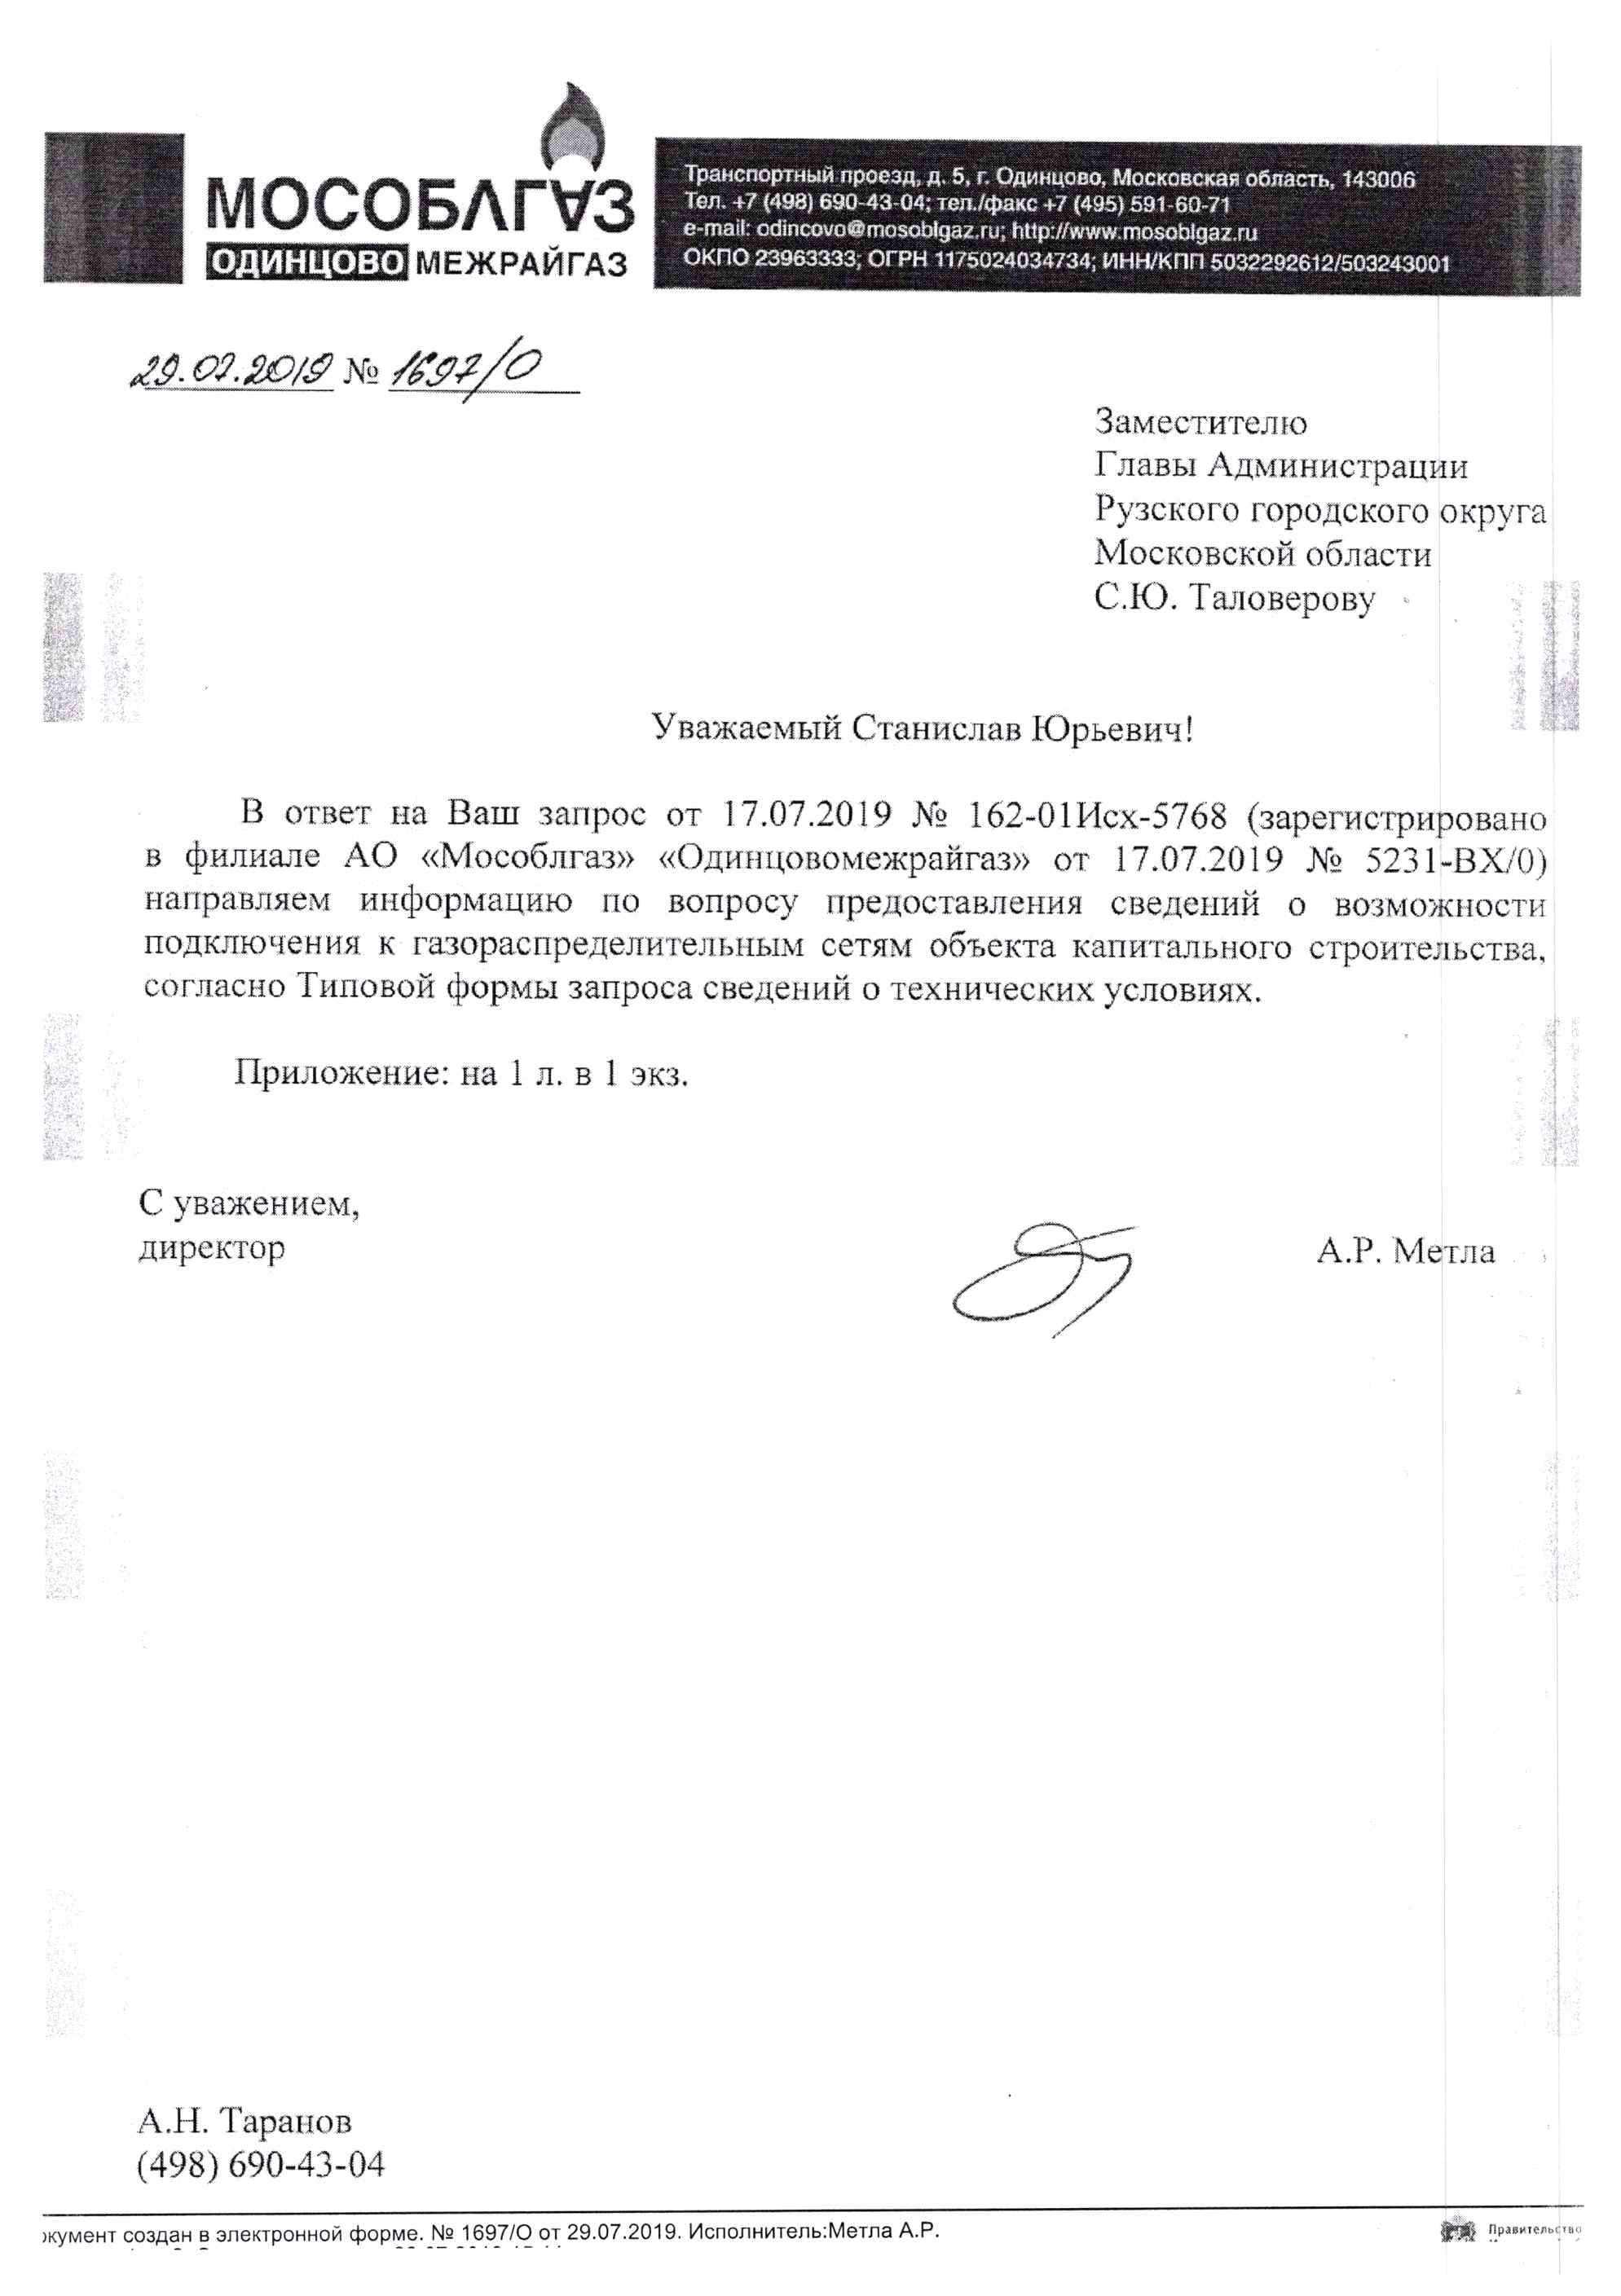 МОСОБЛГАЗ
ОДИНЦОВО МЕЖРАЙГАЗ
Транспортный проезд, д. 5, г. Одинцово, Московская область, 143006
Тел. +7 (498) 690-43-04; тел./факс +7 (495) 591-60-71
e-mail: odincovo@mosoblgaz.ru; http://www.mosoblgaz.ru
ОКПО 23963333; ОГРН 1175024034734; ИНН/КПП 5032292612/503243001
29.07.2019 № 1697/О
Заместителю
Главы Администрации
Рузского городского округа
Московской области
С.Ю. Таловерову
Уважаемый Станислав Юрьевич!
В ответ на Ваш запрос от 17.07.2019 № 162-01Исх-5768 (зарегистрировано
в филиале АО «Мособлгаз» «Одинцовомежрайгаз» от 17.07.2019 № 5231-ВХ/0)
направляем информацию по вопросу предоставления сведений о возможности
подключения к газораспределительным сетям объекта капитального строительства,
согласно Типовой формы запроса сведений о технических условиях.
Приложение: на 1 л. в 1 экз.
С уважением,
директор
А.Р. Метла
А.Н. Таранов
(498) 690-43-04
окумент создан в электронной форме. № 1697/О от 29.07.2019. Исполнитель:Метла А.Р.
Правительство